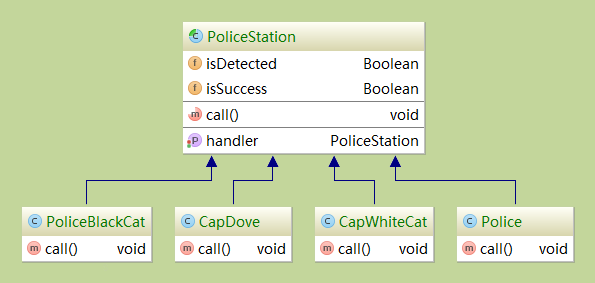 PoliceStation
isDetected Boolean
isSuccess Boolean
call() void
handler PoliceStation
PoliceBlackCat
call() void
CapDove
call() void
CapWhiteCat
call() void
Police
call() void